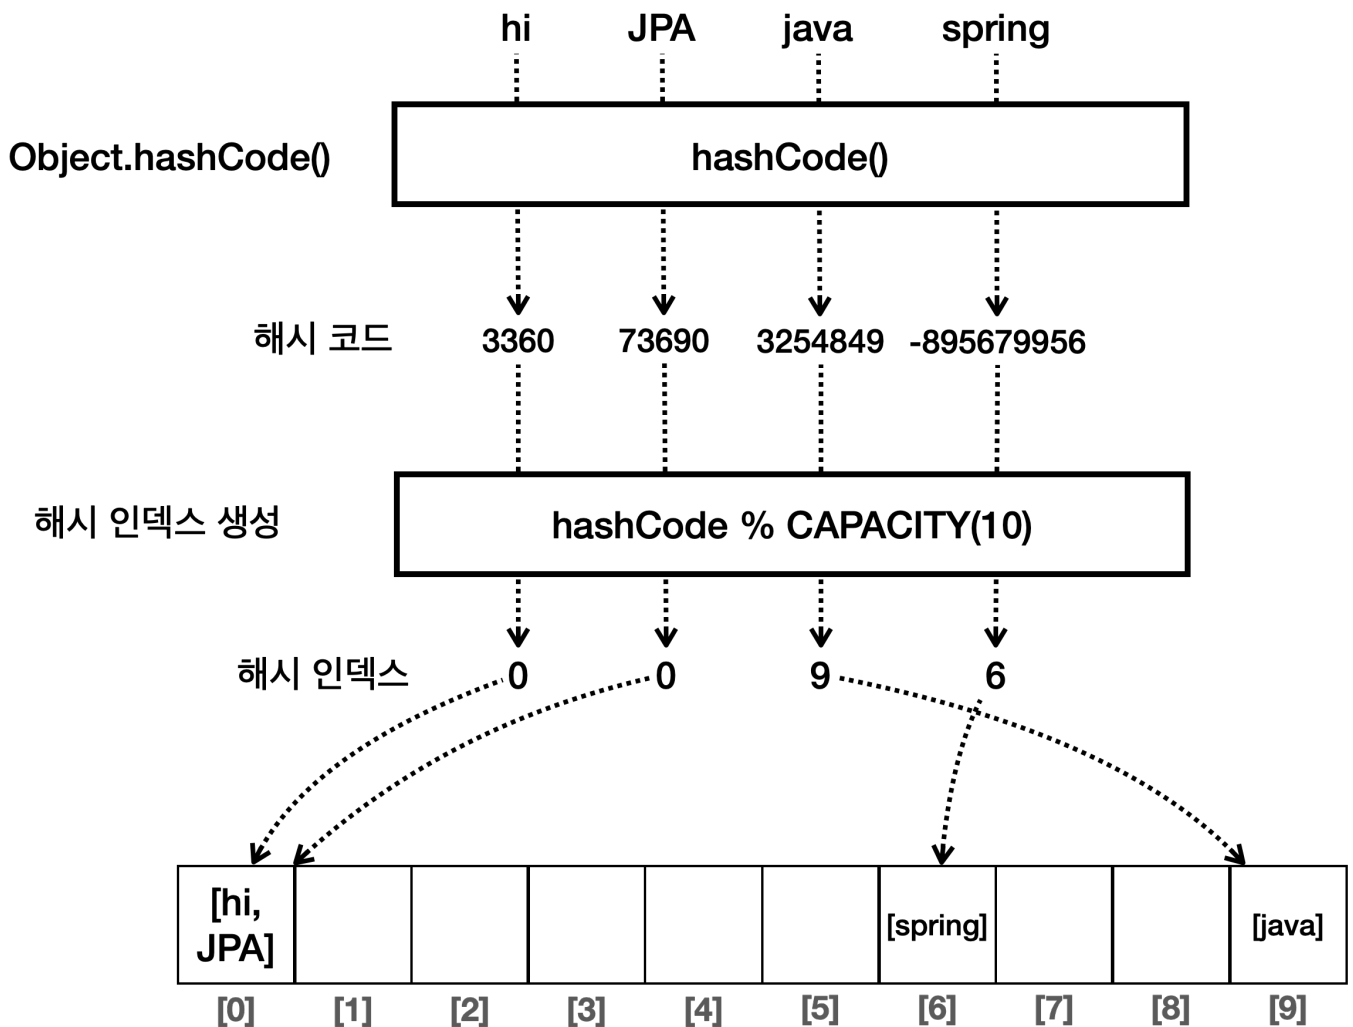 hi JPA java spring
Object.hashCode() hashCode()
해시 코드 3360 73690 3254849 -895679956
해시 인덱스 생성 hashCode % CAPACITY(10)
해시 인덱스 0 0 9 6
[hi,
JPA] [spring] [java]
[0] [1] [2] [3] [4] [5] [6] [7] [8] [9]